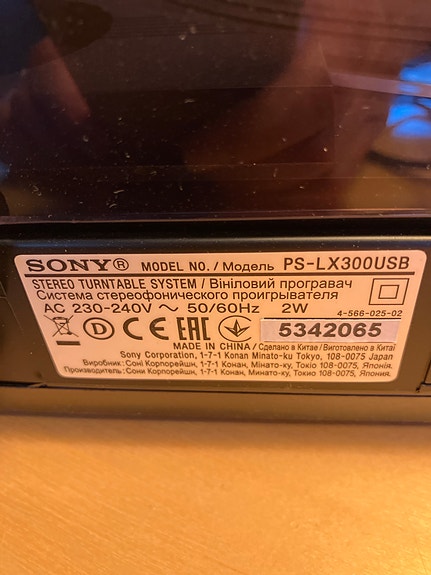 SONY® MODEL NO. / Модель PS-LX300USB
STEREO TURNTABLE SYSTEM / Вініловий програвач
Система стереофонического проигрывателя
AC 230-240V ~ 50/60Hz 2W
4-566-025-02
D CE EAC 5342065
MADE IN CHINA / Сделано в Китае / Виготовлено в Китаї
Sony Corporation, 1-7-1 Konan Minato-ku Tokyo, 108-0075 Japan
Виробник: Соні Корпорейшн, 1-7-1 Конан Мінато-ку, Токіо 108-0075, Японія.
Производитель: Сони Корпорейшн, 1-7-1 Конан, Минато-ку, Токио 108-0075, Япония.